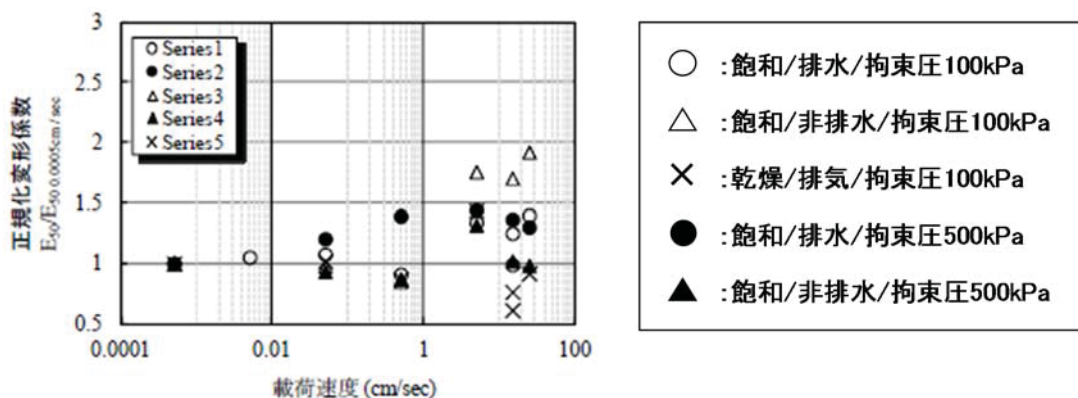 3
2.5
2
1.5
1
0.5
0.0001
0.01
1
100
正規化変形係数
E50/E50 0.0005cm/sec
載荷速度 (cm/sec)
Series1
Series2
Series3
Series4
Series5
:飽和/排水/拘束圧100kPa
:飽和/非排水/拘束圧100kPa
:乾燥/排気/拘束圧100kPa
:飽和/排水/拘束圧500kPa
:飽和/非排水/拘束圧500kPa